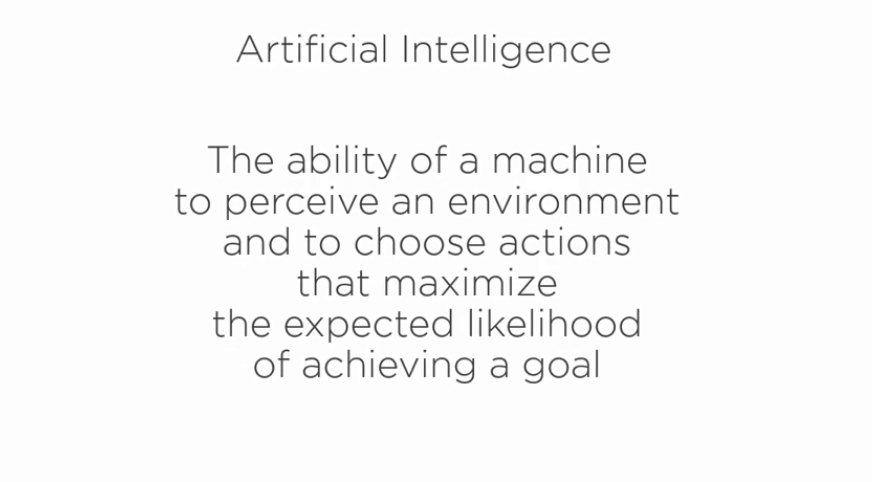 Artificial Intelligence
The ability of a machine
to perceive an environment
and to choose actions
that maximize
the expected likelihood
of achieving a goal